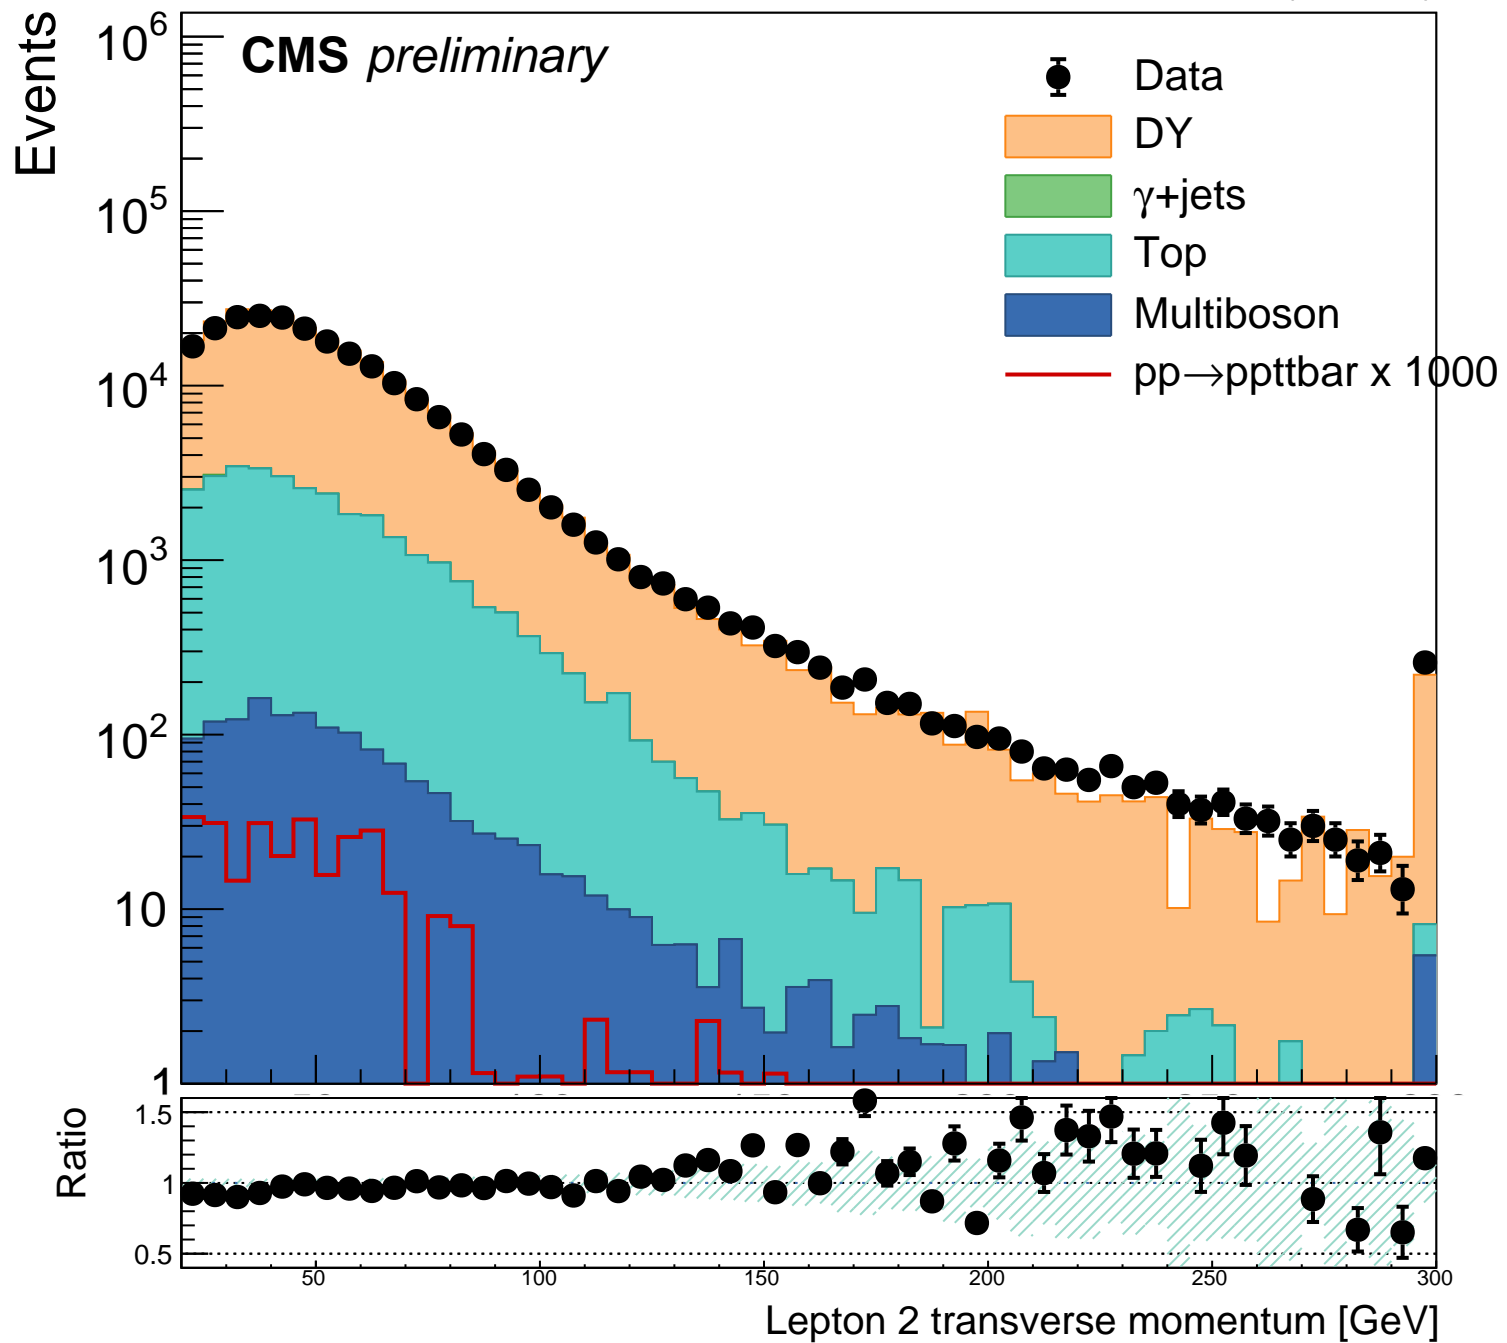 Events
10^6
10^5
10^4
10^3
10^2
10
1
CMS preliminary
Data
DY
γ+jets
Top
Multiboson
pp→ppttbar x 1000
Ratio
1.5
1
0.5
50
100
150
200
250
300
Lepton 2 transverse momentum [GeV]